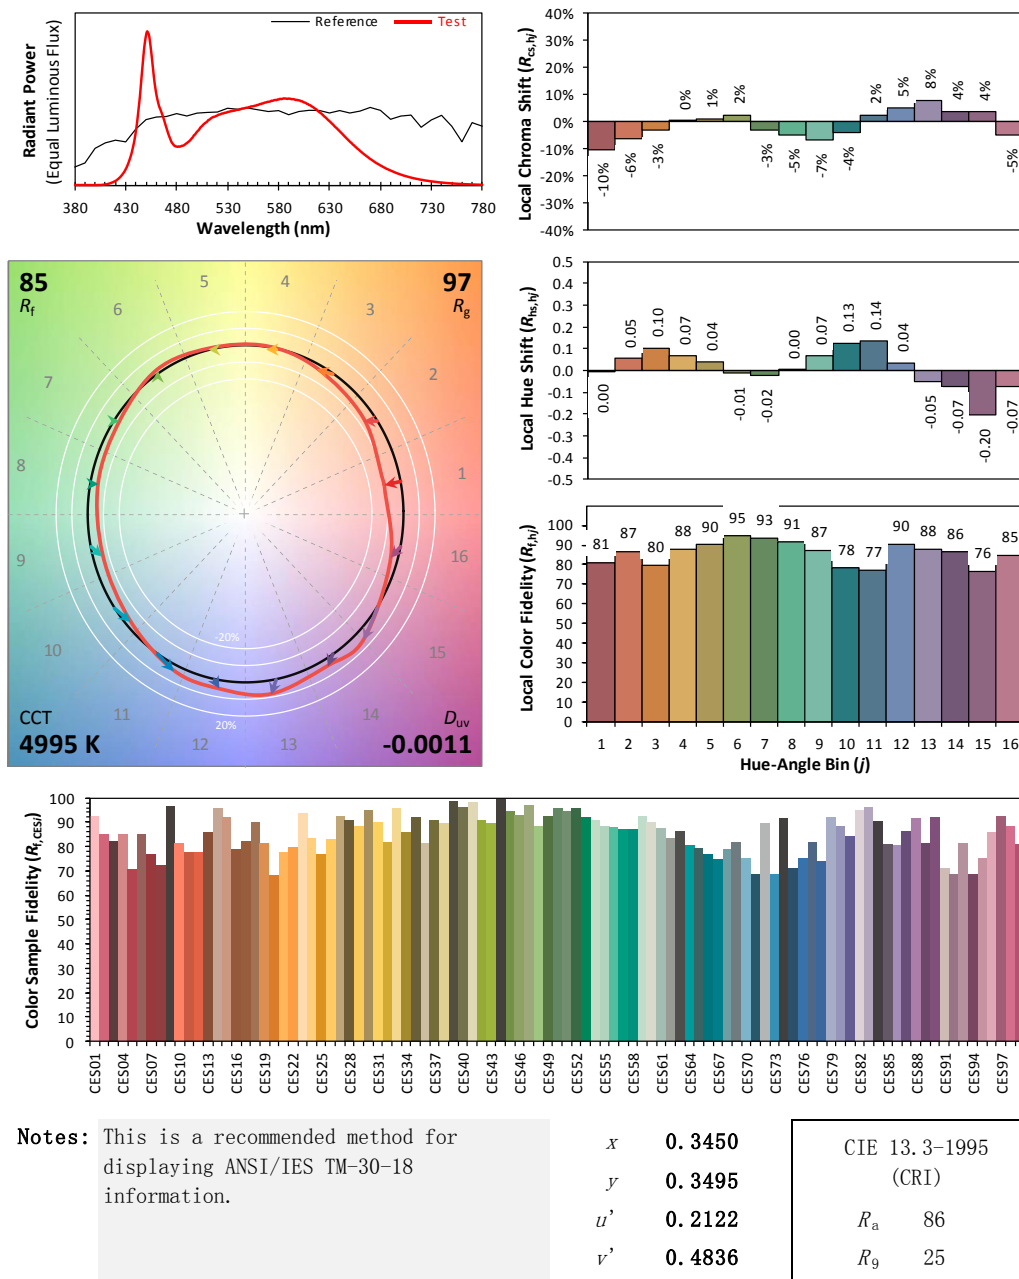 Reference Test
Radiant Power
(Equal Luminous Flux)
380 430 480 530 580 630 680 730 780
Wavelength (nm)
Local Chroma Shift (Rcs,hj)
40%
30%
20%
10%
0%
-10%
-20%
-30%
-40%
-10% -6% -3% 0% 1% 2% -3% -5% -7% -4% 2% 5% 8% 4% 4% -5%
85
Rf
97
Rg
1
2
3
4
5
6
7
8
9
10
11
12
13
14
15
16
-20%
20%
CCT
4995 K
Duv
-0.0011
Local Hue Shift (Rhs,hj)
0.5
0.4
0.3
0.2
0.1
0.0
-0.1
-0.2
-0.3
-0.4
-0.5
0.00 0.05 0.10 0.07 0.04 -0.01 -0.02 0.00 0.07 0.13 0.14 0.04 -0.05 -0.07 -0.20 -0.07
Local Color Fidelity (Rf,hj)
100
90
80
70
60
50
40
30
20
10
0
81 87 80 88 90 95 93 91 87 78 77 90 88 86 76 85
1 2 3 4 5 6 7 8 9 10 11 12 13 14 15 16
Hue-Angle Bin (j)
Color Sample Fidelity (Rf,CESi)
100
90
80
70
60
50
40
30
20
10
0
CES01 CES04 CES07 CES10 CES13 CES16 CES19 CES22 CES25 CES28 CES31 CES34 CES37 CES40 CES43 CES46 CES49 CES52 CES55 CES58 CES61 CES64 CES67 CES70 CES73 CES76 CES79 CES82 CES85 CES88 CES91 CES94 CES97
Notes: This is a recommended method for
displaying ANSI/IES TM-30-18
information.
x 0.3450
y 0.3495
u' 0.2122
v' 0.4836
CIE 13.3-1995
(CRI)
Ra 86
R9 25